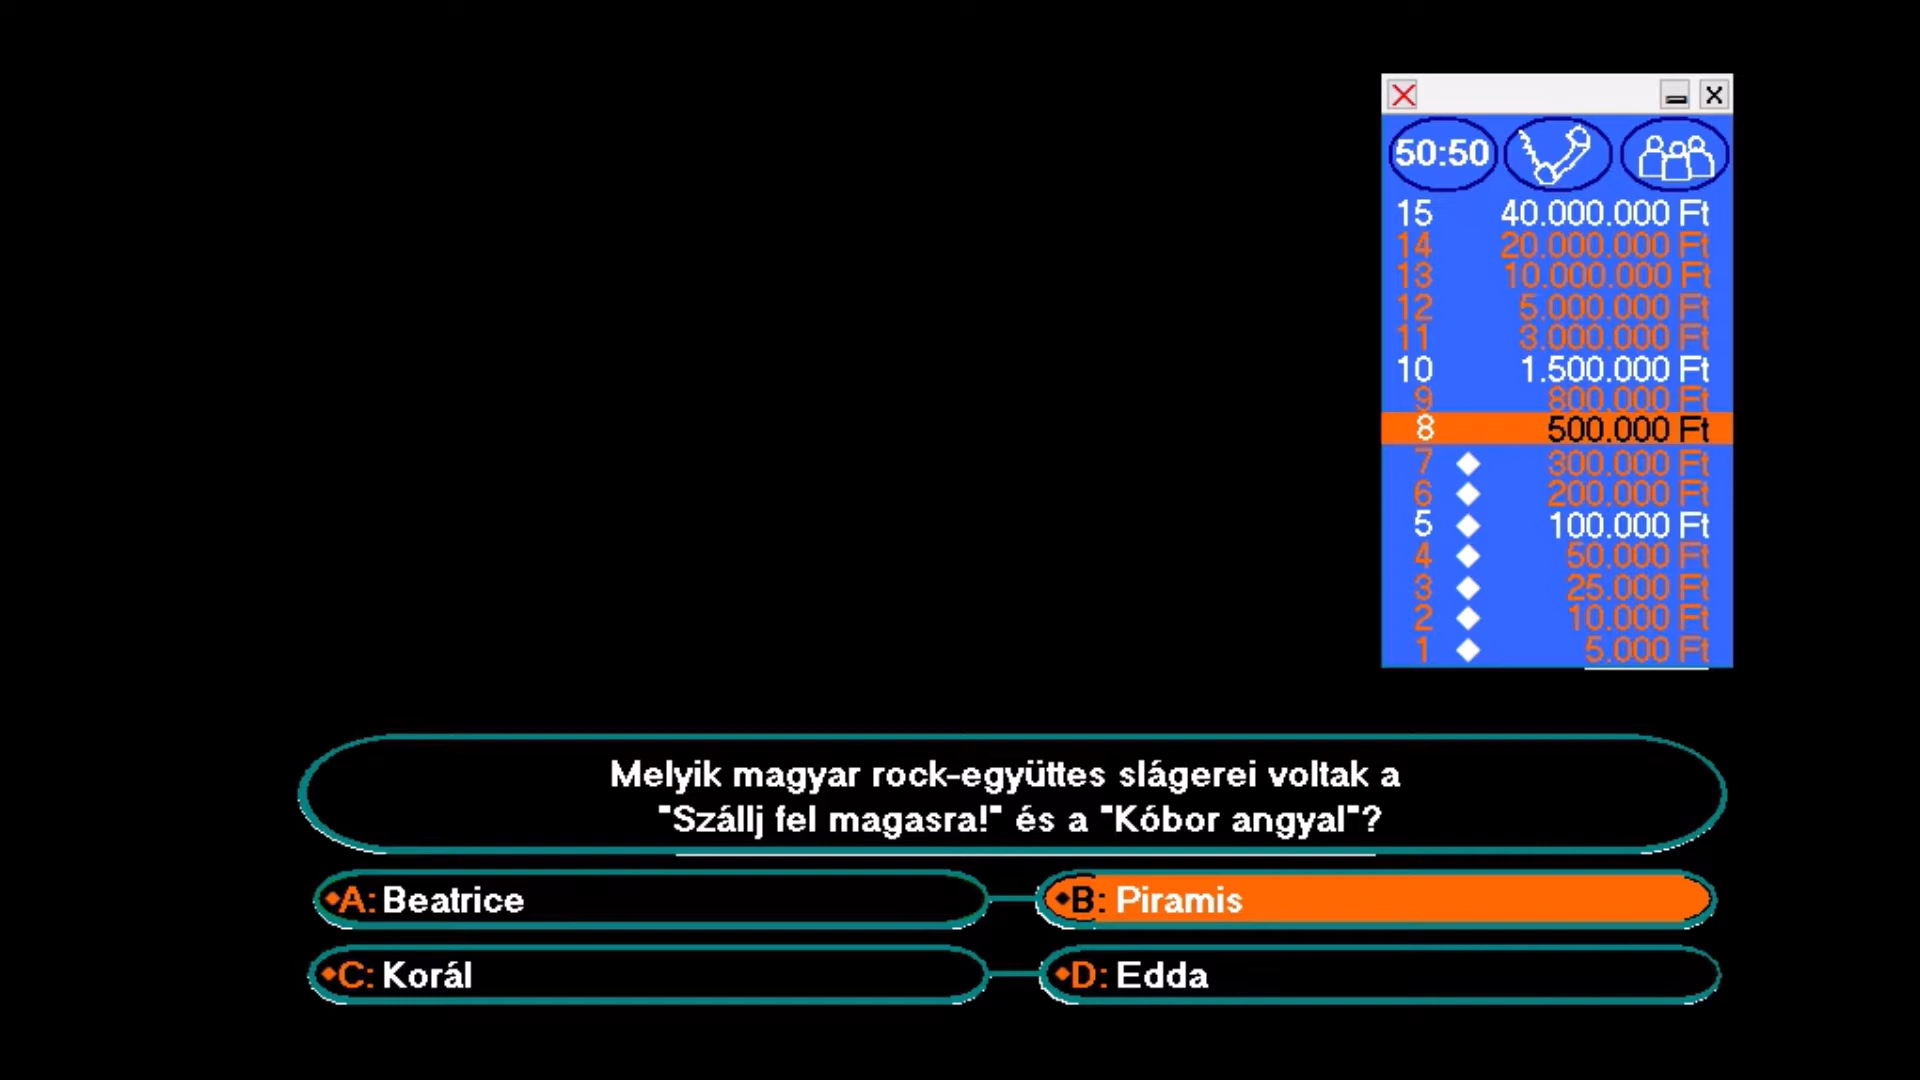 50:50
15 40.000.000 Ft
14 20.000.000 Ft
13 10.000.000 Ft
12 5.000.000 Ft
11 3.000.000 Ft
10 1.500.000 Ft
9 800.000 Ft
8 500.000 Ft
7 300.000 Ft
6 200.000 Ft
5 100.000 Ft
4 50.000 Ft
3 25.000 Ft
2 10.000 Ft
1 5.000 Ft
Melyik magyar rock-együttes slágerei voltak a
"Szállj fel magasra!" és a "Kóbor angyal"?
A: Beatrice
B: Piramis
C: Korál
D: Edda